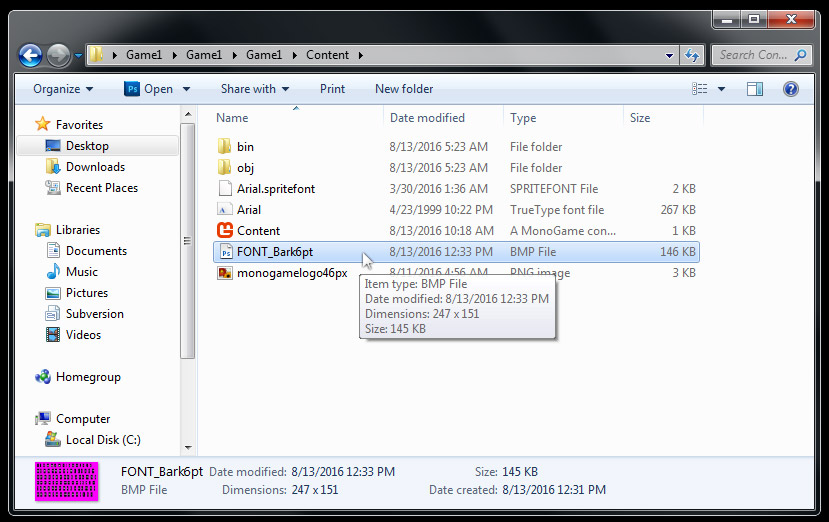 Game1 Game1 Game1 Content
Search Con...
Organize Ps Open Share with Print New folder
Name Date modified Type Size
Favorites
Desktop
Downloads
Recent Places
Libraries
Documents
Music
Pictures
Subversion
Videos
Homegroup
Computer
Local Disk (C:)
bin 8/13/2016 5:23 AM File folder
obj 8/13/2016 5:23 AM File folder
Arial.spritefont 3/30/2016 1:36 AM SPRITEFONT File 2 KB
Arial 4/23/1999 10:22 PM TrueType font file 267 KB
Content 8/13/2016 10:18 AM A MonoGame con... 1 KB
FONT_Bark6pt 8/13/2016 12:33 PM BMP File 146 KB
monogamelogo46px 8/11/2016 4:56 AM PNG image 3 KB
Item type: BMP File
Date modified: 8/13/2016 12:33 PM
Dimensions: 247 x 151
Size: 145 KB
FONT_Bark6pt Date modified: 8/13/2016 12:33 PM Size: 145 KB
BMP File Dimensions: 247 x 151 Date created: 8/13/2016 12:31 PM